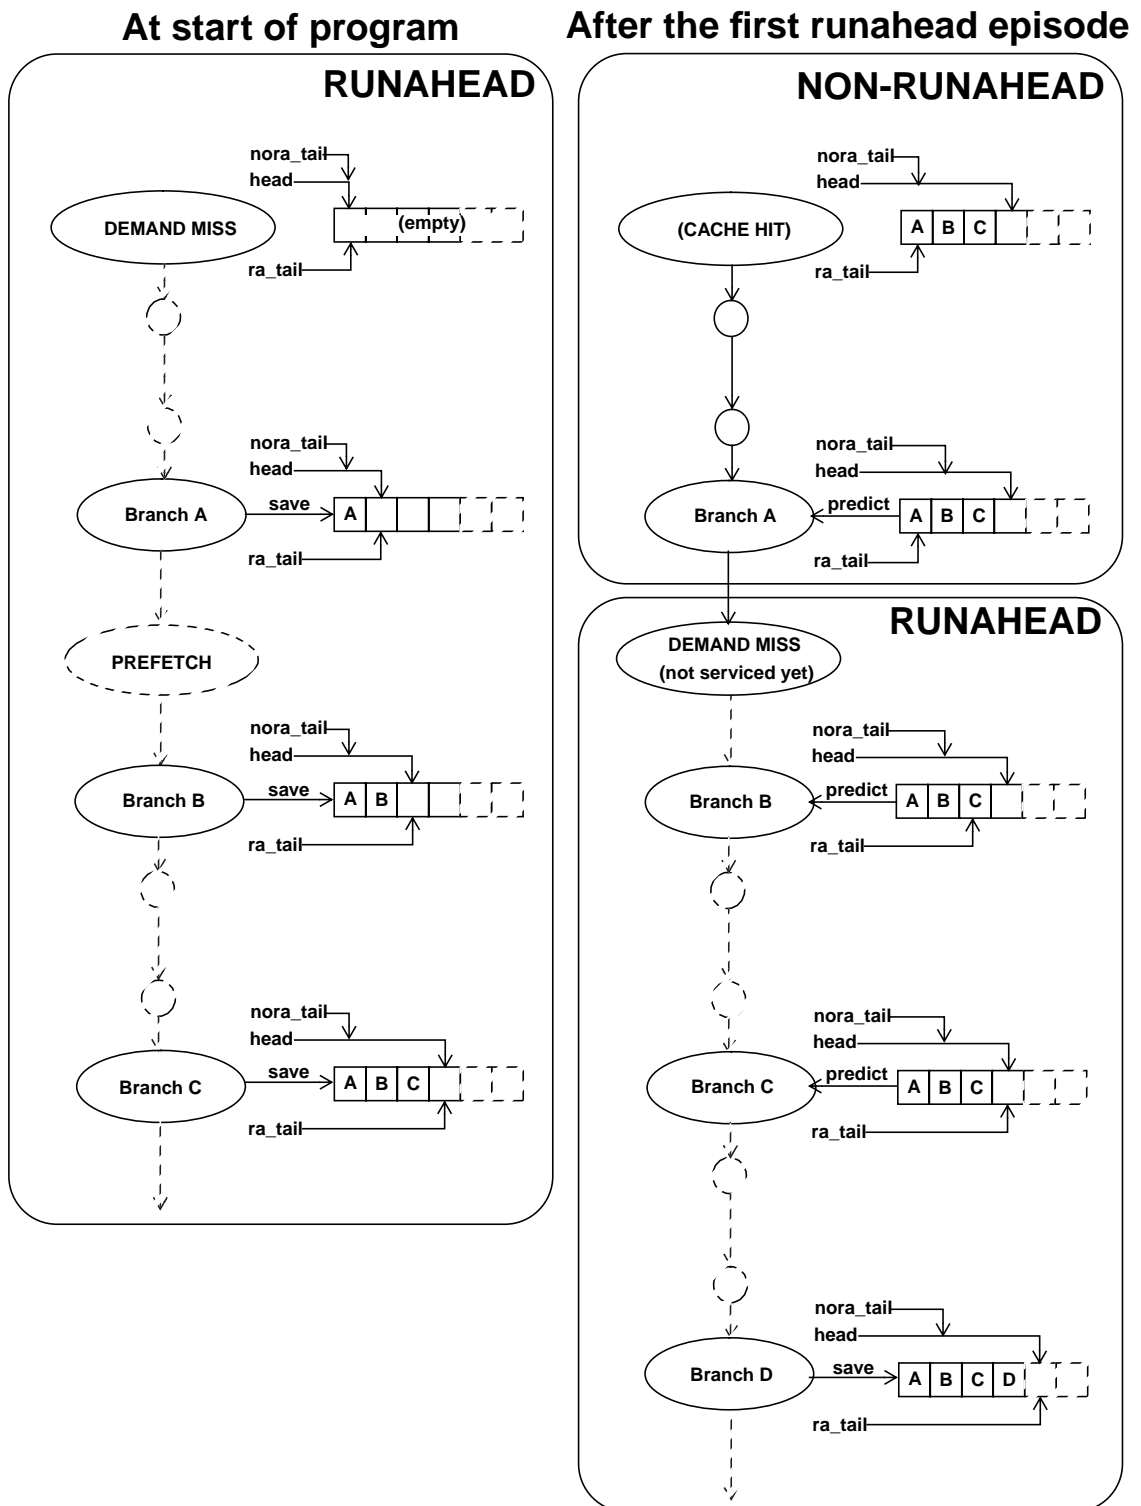 At start of program
RUNAHEAD
nora_tail
head
DEMAND MISS
(empty)
ra_tail
nora_tail
head
Branch A
save
A
ra_tail
PREFETCH
nora_tail
head
Branch B
save
A B
ra_tail
nora_tail
head
Branch C
save
A B C
ra_tail
After the first runahead episode
NON-RUNAHEAD
nora_tail
head
(CACHE HIT)
A B C
ra_tail
nora_tail
head
Branch A
predict
A B C
ra_tail
RUNAHEAD
DEMAND MISS
(not serviced yet)
nora_tail
head
Branch B
predict
A B C
ra_tail
nora_tail
head
Branch C
predict
A B C
ra_tail
nora_tail
head
Branch D
save
A B C D
ra_tail